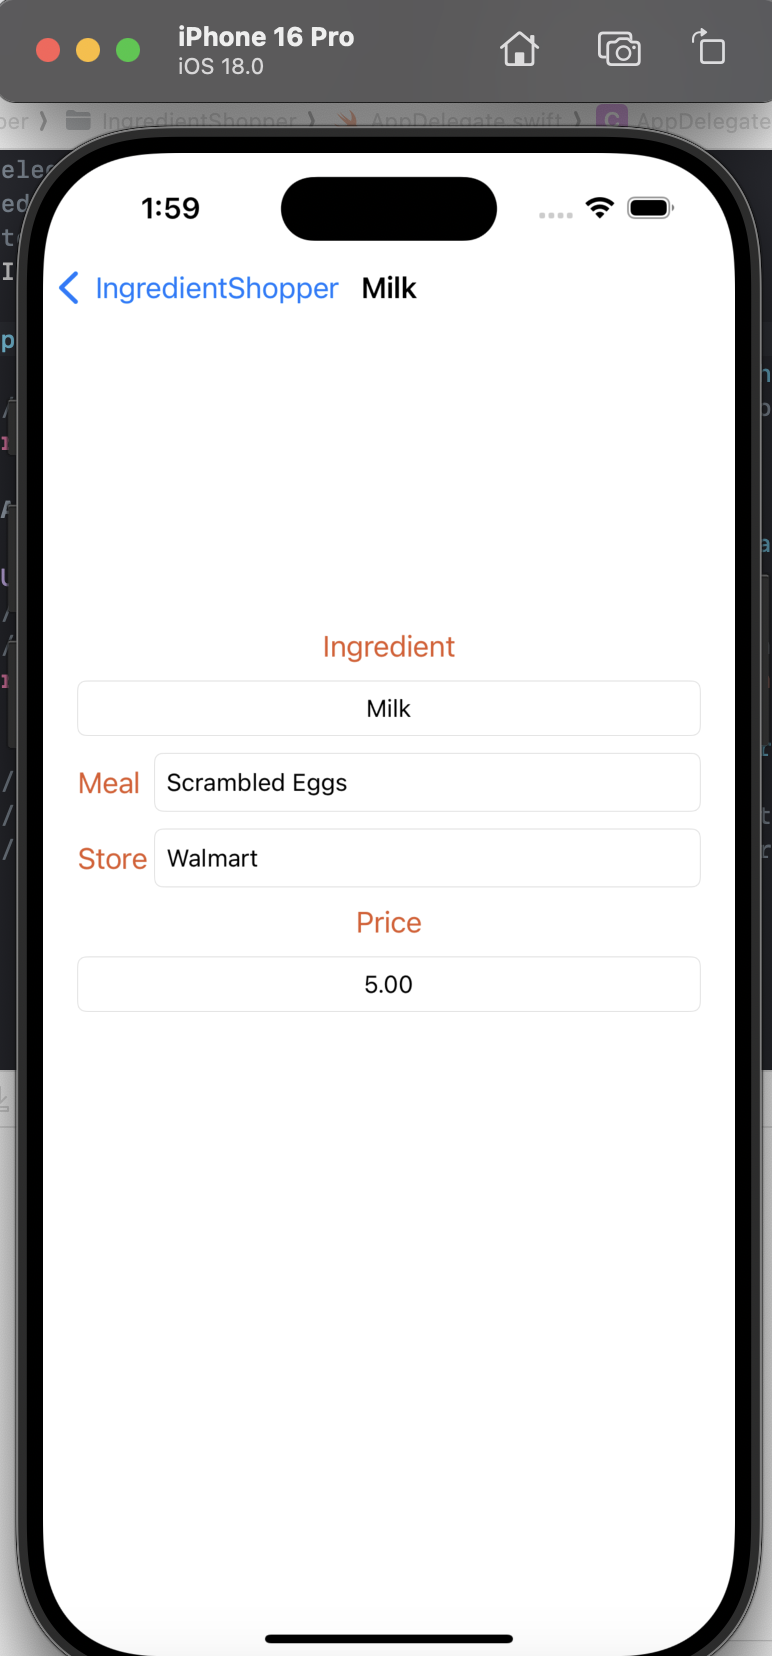 iPhone 16 Pro
iOS 18.0
IngredientShopper AppDelegate.swift C AppDelegate
1:59
IngredientShopper Milk
Ingredient
Milk
Meal Scrambled Eggs
Store Walmart
Price
5.00